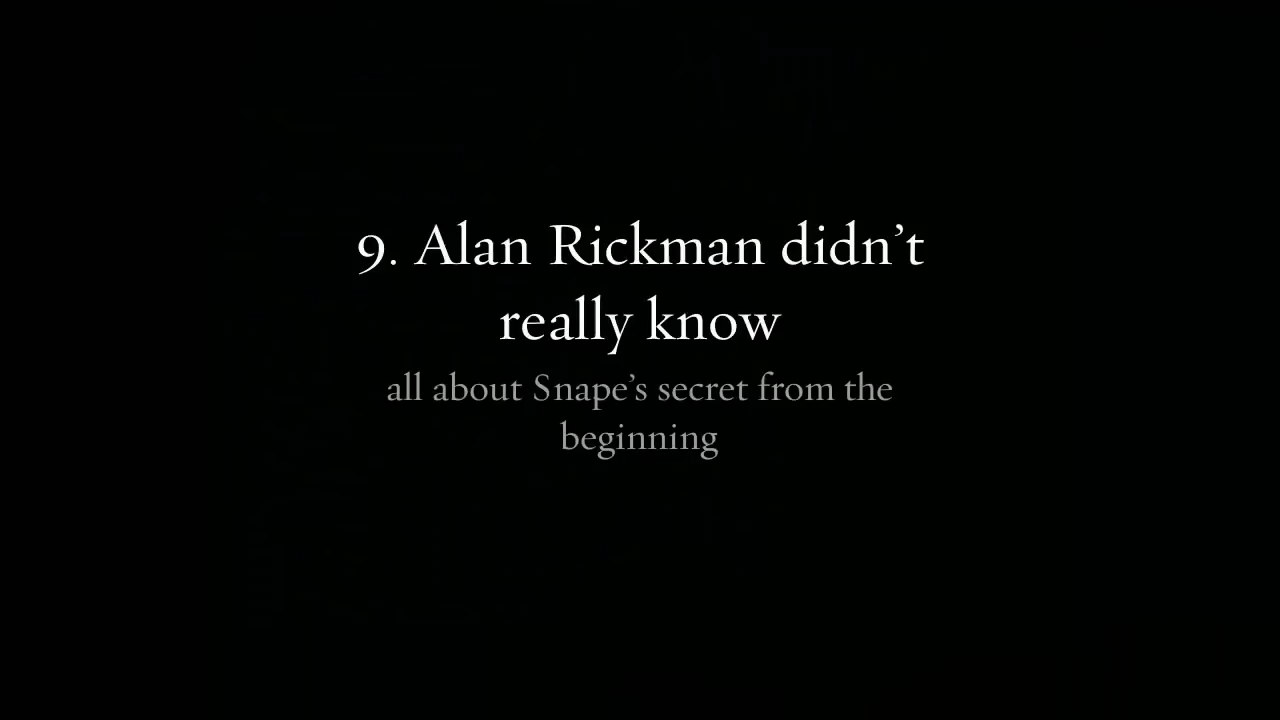 9. Alan Rickman didn’t
really know
all about Snape’s secret from the
beginning